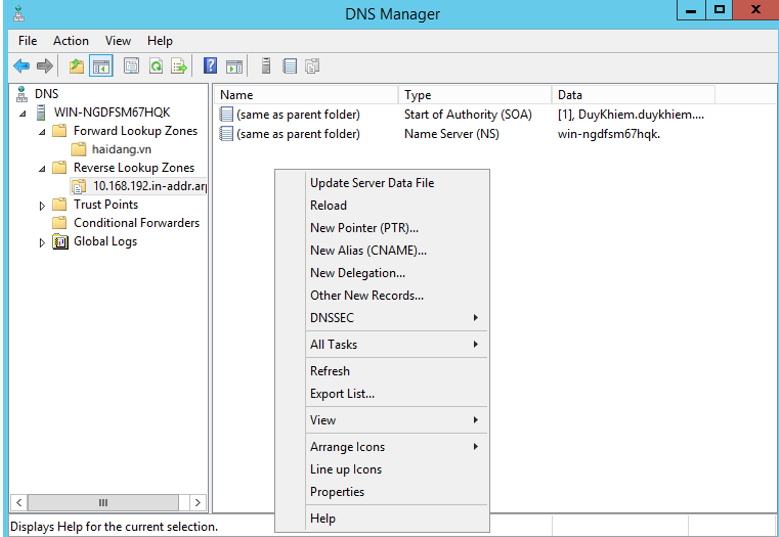 DNS Manager
File Action View Help
DNS
WIN-NGDFSM67HQK
Forward Lookup Zones
haidang.vn
Reverse Lookup Zones
10.168.192.in-addr.arp
Trust Points
Conditional Forwarders
Global Logs
Name Type Data
(same as parent folder) Start of Authority (SOA) [1], DuyKhiem.duykhiem....
(same as parent folder) Name Server (NS) win-ngdfsm67hqk.
Update Server Data File
Reload
New Pointer (PTR)...
New Alias (CNAME)...
New Delegation...
Other New Records...
DNSSEC
All Tasks
Refresh
Export List...
View
Arrange Icons
Line up Icons
Properties
Help
Displays Help for the current selection.